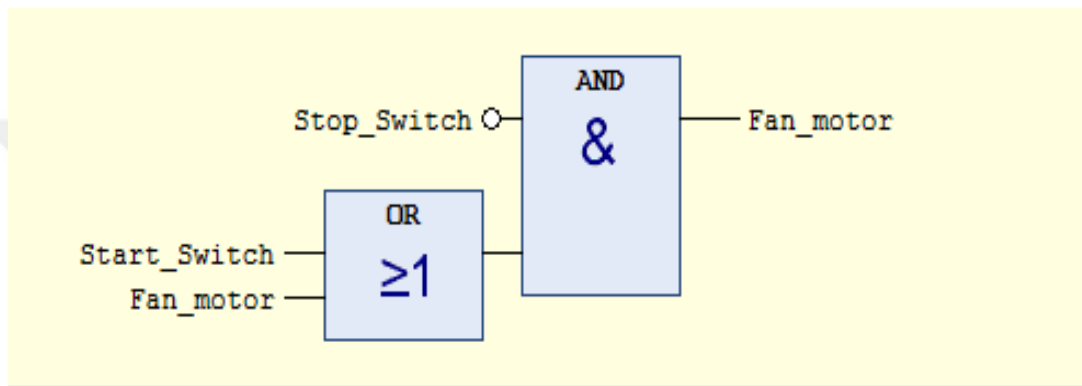 AND
Stop_Switch
&
Fan_motor
OR
Start_Switch
≥1
Fan_motor